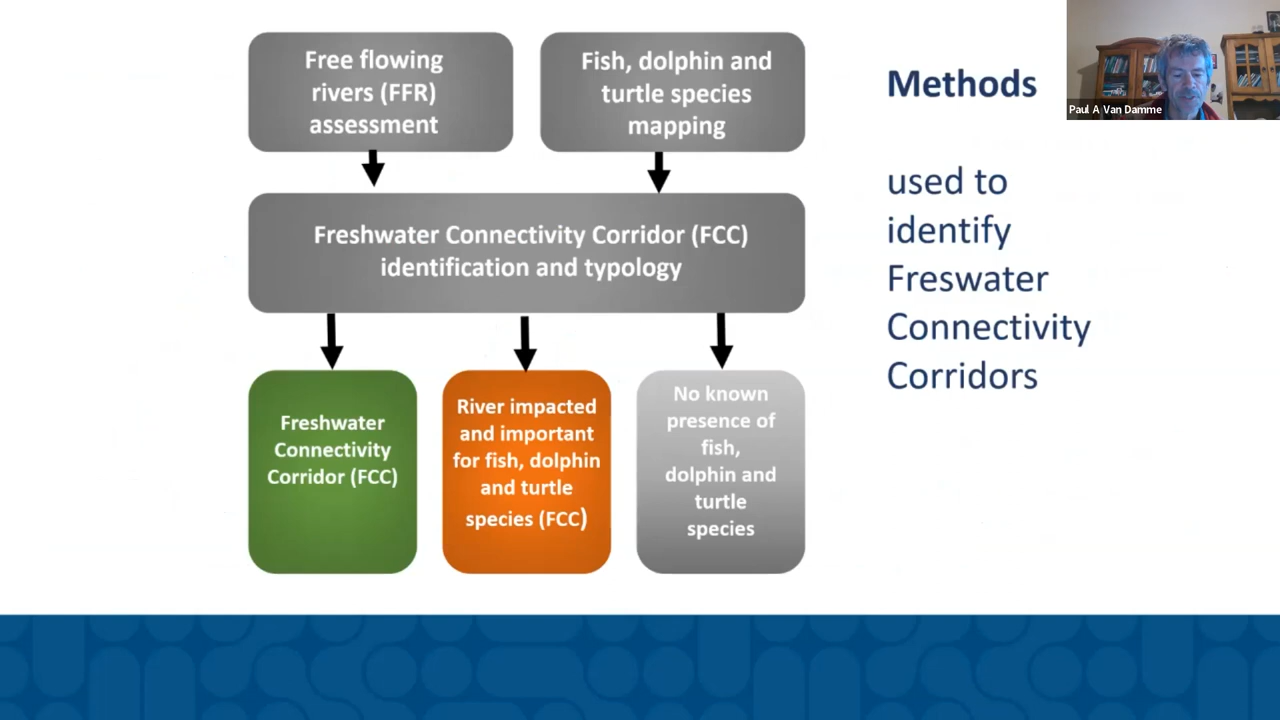 Free flowing
rivers (FFR)
assessment
Fish, dolphin and
turtle species
mapping
Freshwater Connectivity Corridor (FCC)
identification and typology
Freshwater
Connectivity
Corridor (FCC)
River impacted
and important
for fish, dolphin
and turtle
species (FCC)
No known
presence of
fish,
dolphin and
turtle
species
Methods
used to
identify
Freswater
Connectivity
Corridors
Paul A Van Damme